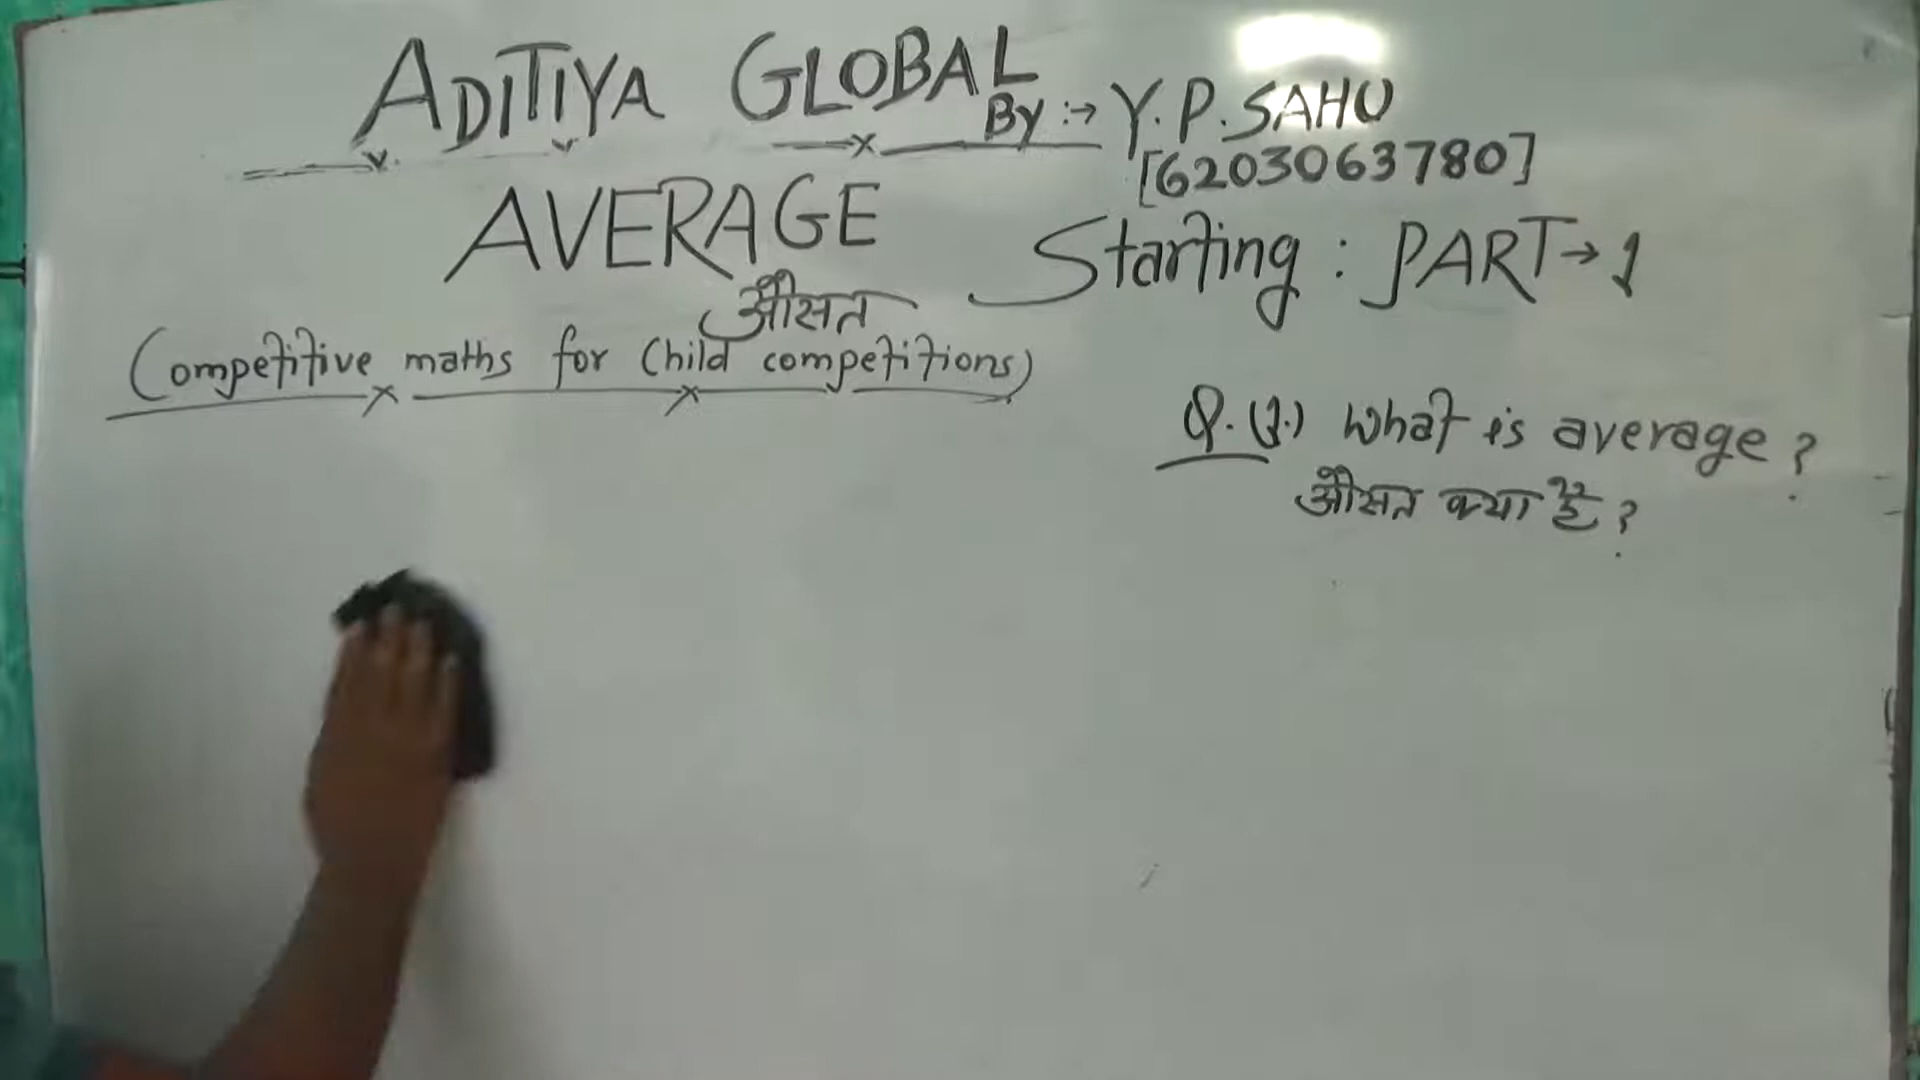 ADITIYA GLOBAL
By :→ Y. P. SAHU
[6203063780]
AVERAGE
औसत
Starting : PART → 1
(Competitive maths for Child competitions)
Q. (1.) What is average ?
औसत क्या है ?